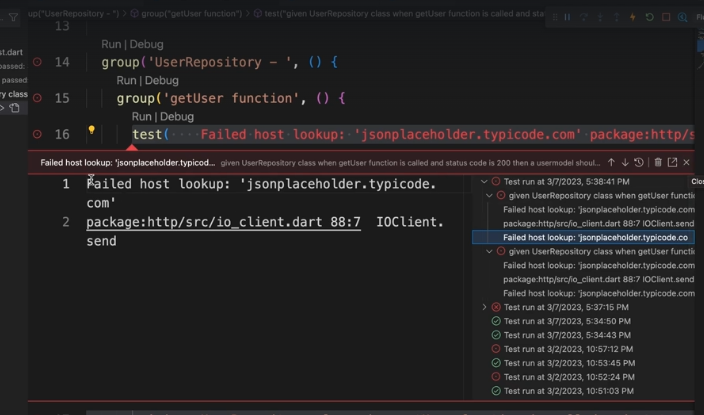 up("UserRepository - ") > group("getUser function") > test("given UserRepository class when getUser function is called and sta
st.dart
passed:
passed
ry class
13
Run | Debug
14 group('UserRepository - ', () {
Run | Debug
15 group('getUser function', () {
Run | Debug
16 test( ····Failed host lookup: 'jsonplaceholder.typicode.com' package:http/s
Failed host lookup: 'jsonplaceholder.typicod... given UserRepository class when getUser function is called and status code is 200 then a usermodel shoul...
Clos
1 Failed host lookup: 'jsonplaceholder.typicode.
com'
2 package:http/src/io_client.dart 88:7 IOClient.
send
Test run at 3/7/2023, 5:38:41 PM
given UserRepository class when getUser functi
Failed host lookup: 'jsonplaceholder.typicode.com
package:http/src/io_client.dart 88:7 IOClient.send
Failed host lookup: 'jsonplaceholder.typicode.co
given UserRepository class when getUser functi
Failed host lookup: 'jsonplaceholder.typicode.com
package:http/src/io_client.dart 88:7 IOClient.send
Failed host lookup: 'jsonplaceholder.typicode.com
Test run at 3/7/2023, 5:37:15 PM
Test run at 3/7/2023, 5:34:50 PM
Test run at 3/7/2023, 5:34:43 PM
Test run at 3/2/2023, 10:57:12 PM
Test run at 3/2/2023, 10:53:45 PM
Test run at 3/2/2023, 10:52:24 PM
Test run at 3/2/2023, 10:51:03 PM